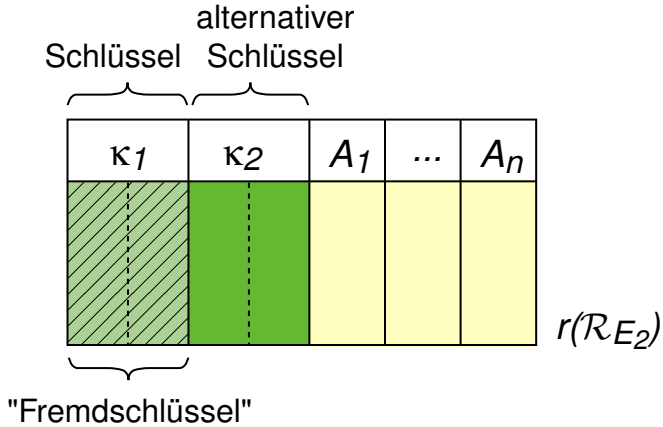 alternativer
Schlüssel Schlüssel
κ1 κ2 A1 ... An
r(ℛE2)
"Fremdschlüssel"